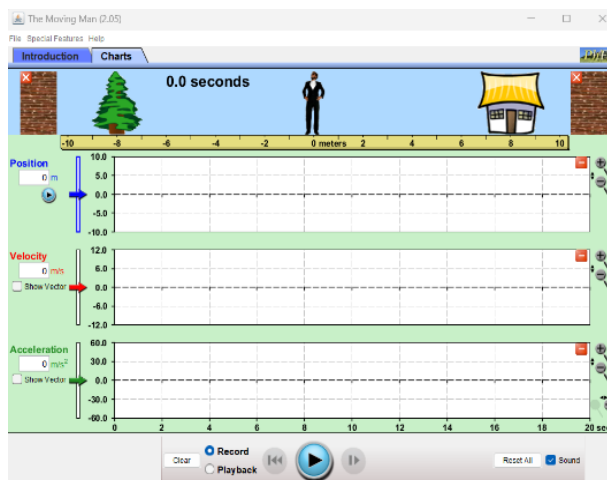 The Moving Man (2.05)
File Special Features Help
Introduction Charts
PhET
0.0 seconds
-10 -8 -6 -4 -2 0 meters 2 4 6 8 10
Position
0 m
10.0
5.0
0.0
-5.0
-10.0
Velocity
0 m/s
Show Vector
12.0
6.0
0.0
-6.0
-12.0
Acceleration
0 m/s²
Show Vector
60.0
30.0
0.0
-30.0
-60.0
0 2 4 6 8 10 12 14 16 18 20 sec
Clear
Record
Playback
Reset All
Sound